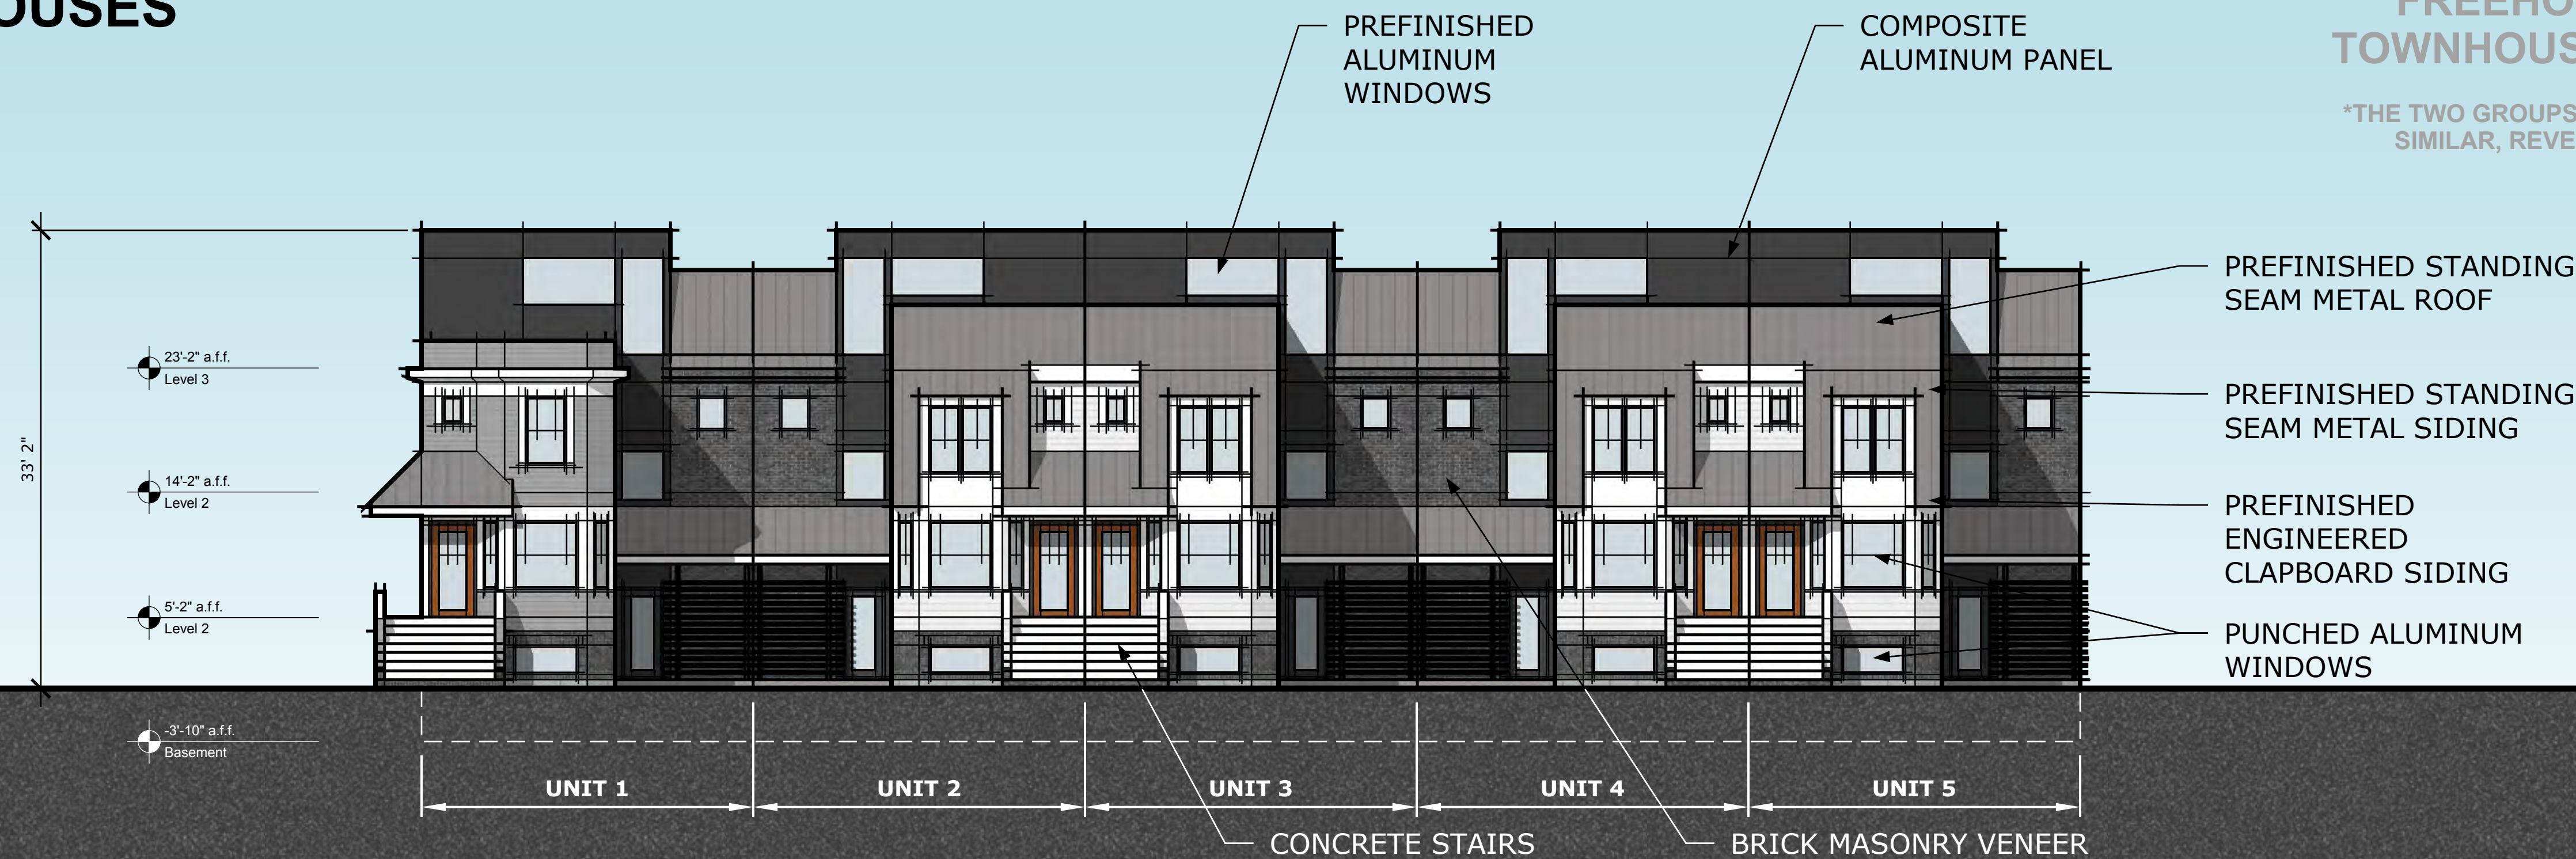 PREFINISHED
ALUMINUM
WINDOWS
COMPOSITE
ALUMINUM PANEL
TOWNHOUS
*THE TWO GROUPS
SIMILAR, REVE
OUSES
FREEHO
PREFINISHED STANDING
SEAM METAL ROOF
PREFINISHED STANDING
SEAM METAL SIDING
PREFINISHED
ENGINEERED
CLAPBOARD SIDING
PUNCHED ALUMINUM
WINDOWS
33' 2"
23'-2" a.f.f.
Level 3
14'-2" a.f.f.
Level 2
5'-2" a.f.f.
Level 2
-3'-10" a.f.f.
Basement
UNIT 1
UNIT 2
UNIT 3
UNIT 4
UNIT 5
CONCRETE STAIRS
BRICK MASONRY VENEER